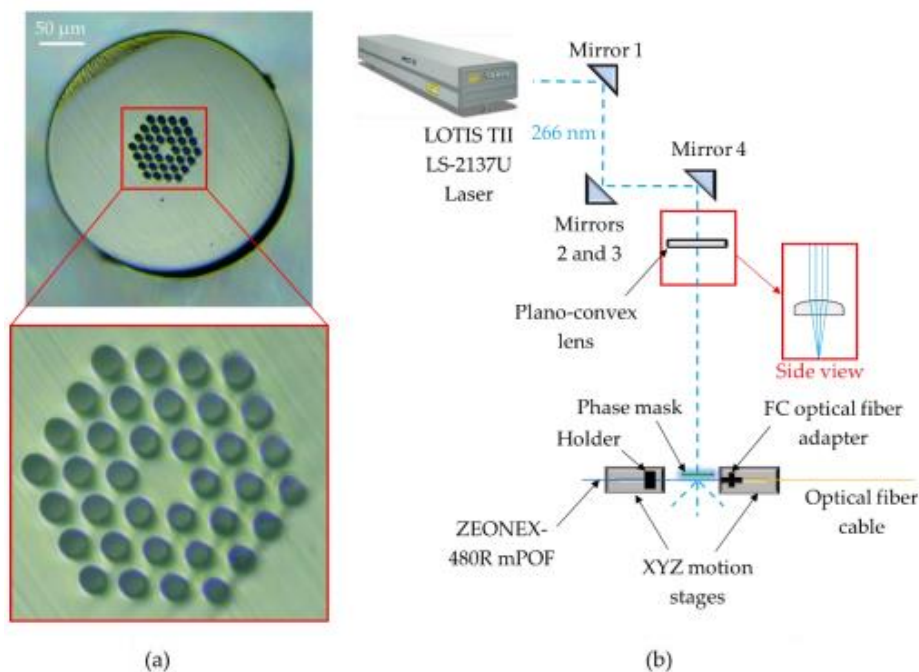 50 µm
Mirror 1
LOTIS TII
LS-2137U
Laser
266 nm
Mirror 4
Mirrors
2 and 3
Plano-convex
lens
Side view
Phase mask
Holder
FC optical fiber
adapter
Optical fiber
cable
ZEONEX-
480R mPOF
XYZ motion
stages
(a)
(b)